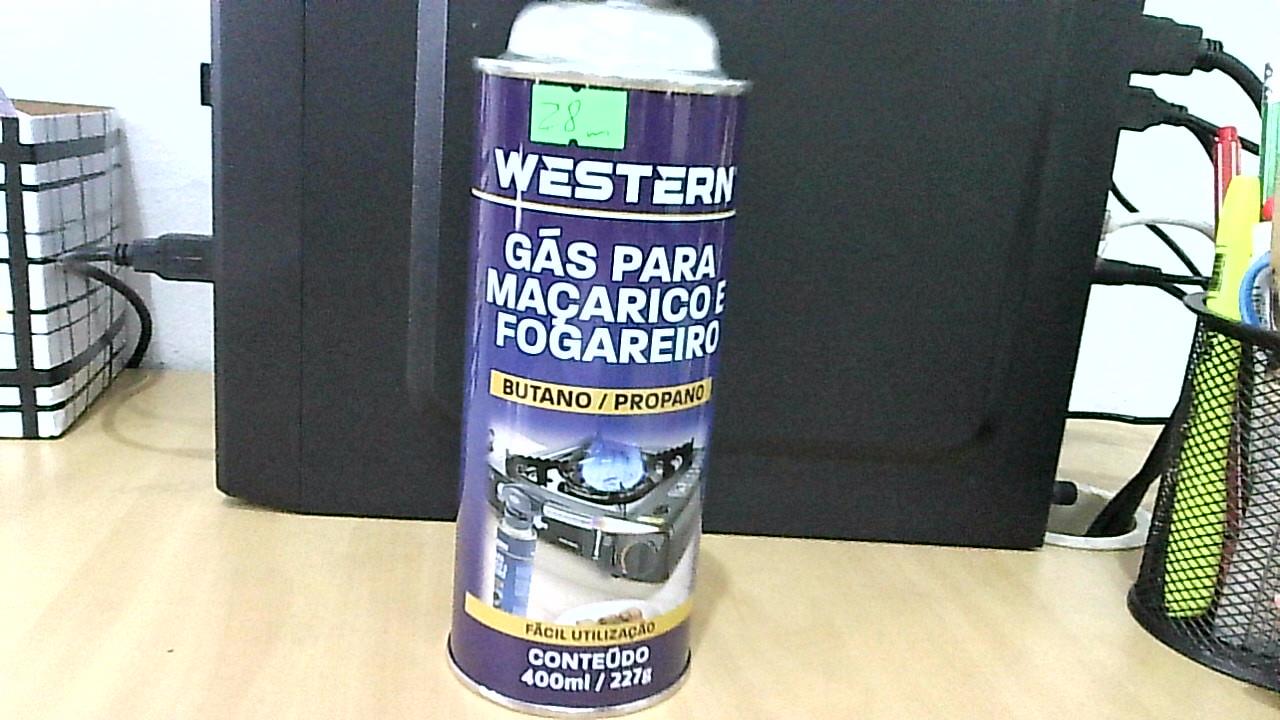 28
WESTERN
GÁS PARA
MAÇARICO E
FOGAREIRO
BUTANO / PROPANO
FÁCIL UTILIZAÇÃO
CONTEÚDO
400ml / 227g